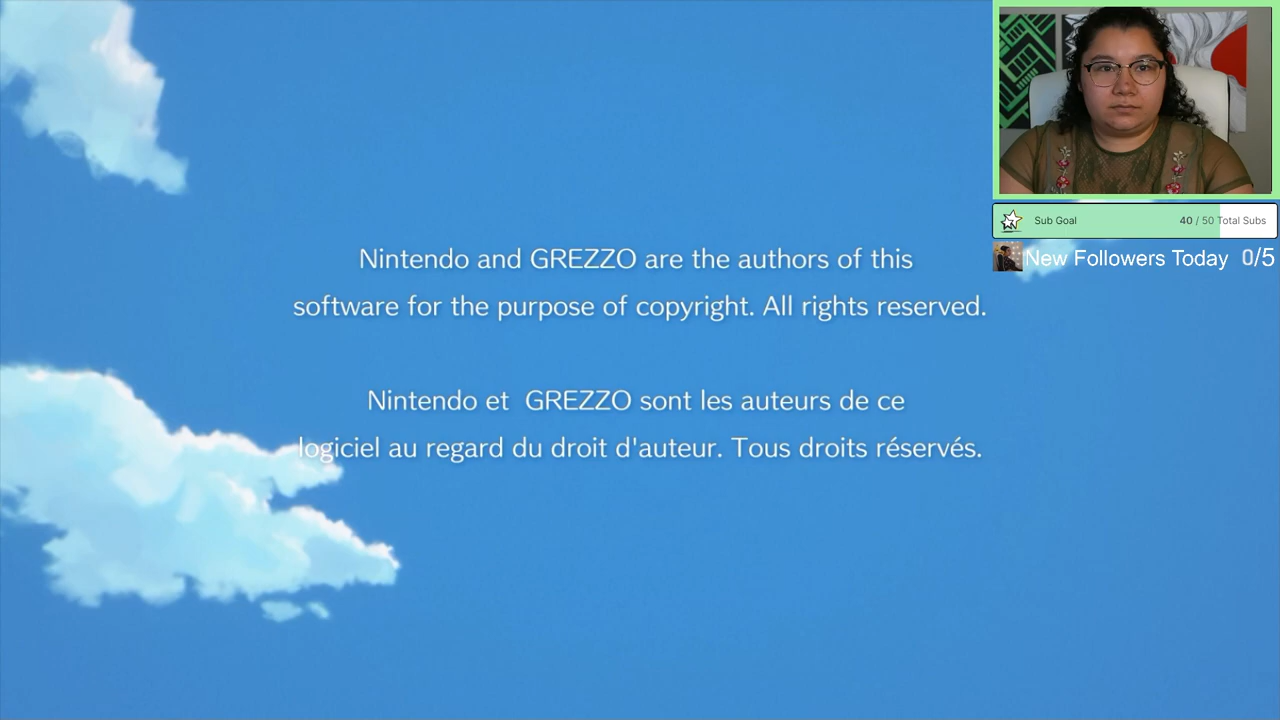 Nintendo and GREZZO are the authors of this
software for the purpose of copyright. All rights reserved.
Nintendo et GREZZO sont les auteurs de ce
logiciel au regard du droit d'auteur. Tous droits réservés.
Sub Goal 40 / 50 Total Subs
New Followers Today 0/5